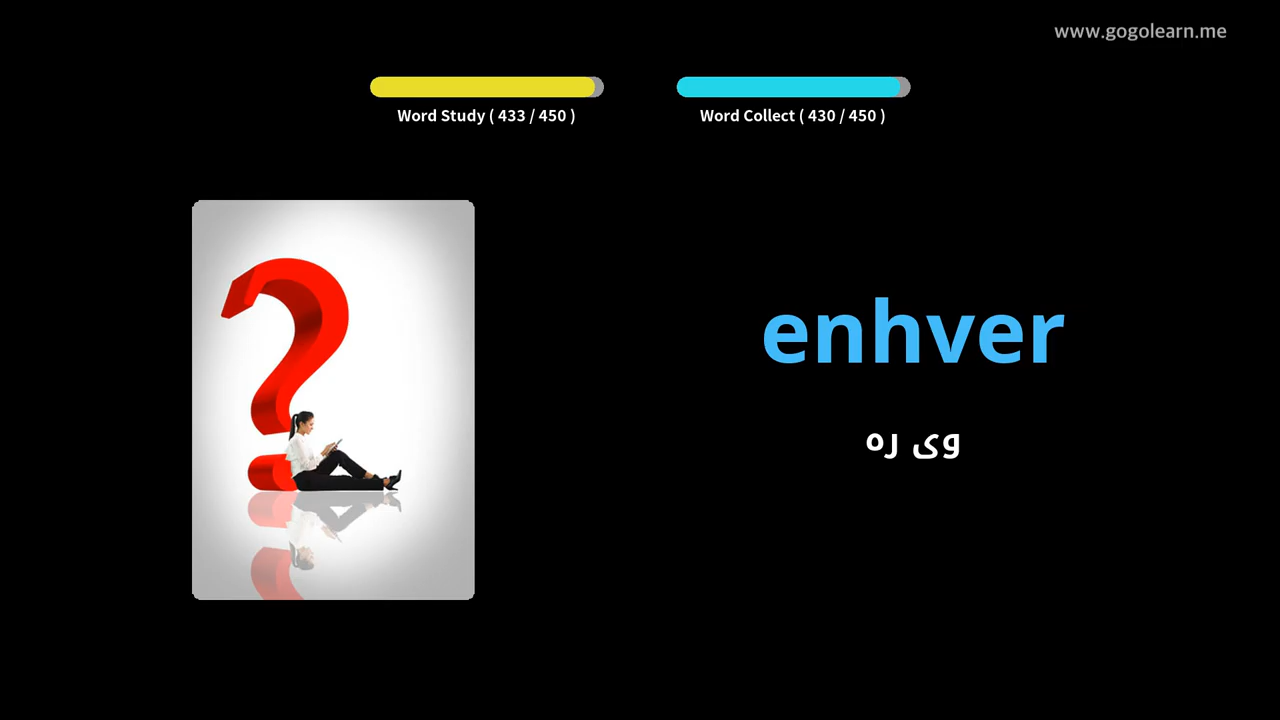 www.gogolearn.me
Word Study ( 433 / 450 )
Word Collect ( 430 / 450 )
enhver
وی ره